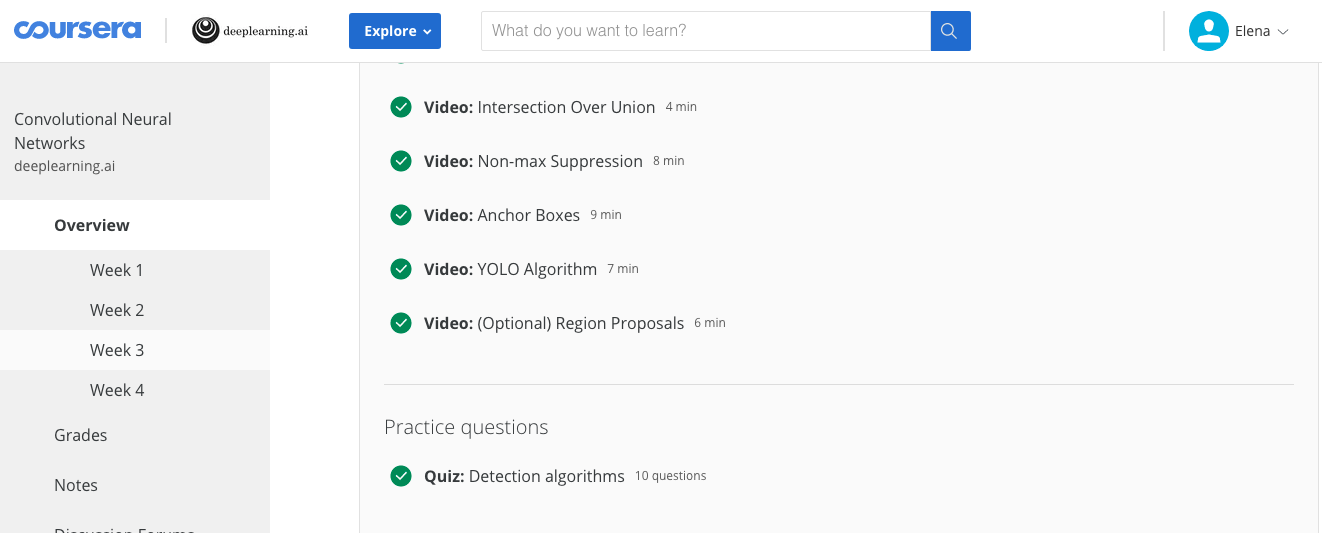 coursera
deeplearning.ai
Explore
What do you want to learn?
Elena
Convolutional Neural
Networks
deeplearning.ai
Overview
Week 1
Week 2
Week 3
Week 4
Grades
Notes
Discussion Forums
Video: Intersection Over Union 4 min
Video: Non-max Suppression 8 min
Video: Anchor Boxes 9 min
Video: YOLO Algorithm 7 min
Video: (Optional) Region Proposals 6 min
Practice questions
Quiz: Detection algorithms 10 questions